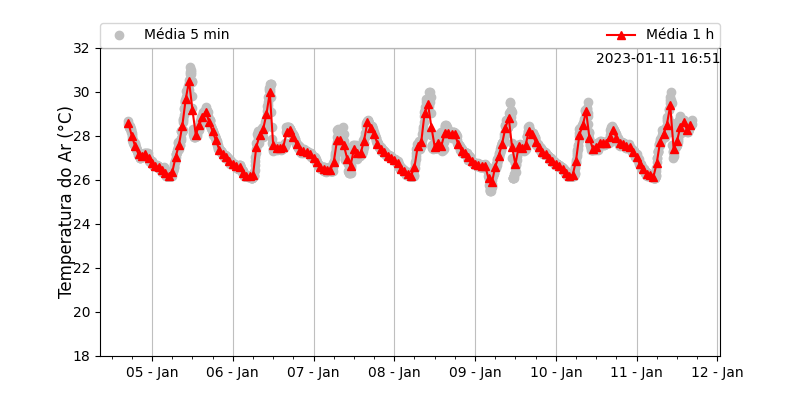 Média 5 min
Média 1 h
2023-01-11 16:51
Temperatura do Ar (°C)
32
30
28
26
24
22
20
18
05 - Jan
06 - Jan
07 - Jan
08 - Jan
09 - Jan
10 - Jan
11 - Jan
12 - Jan